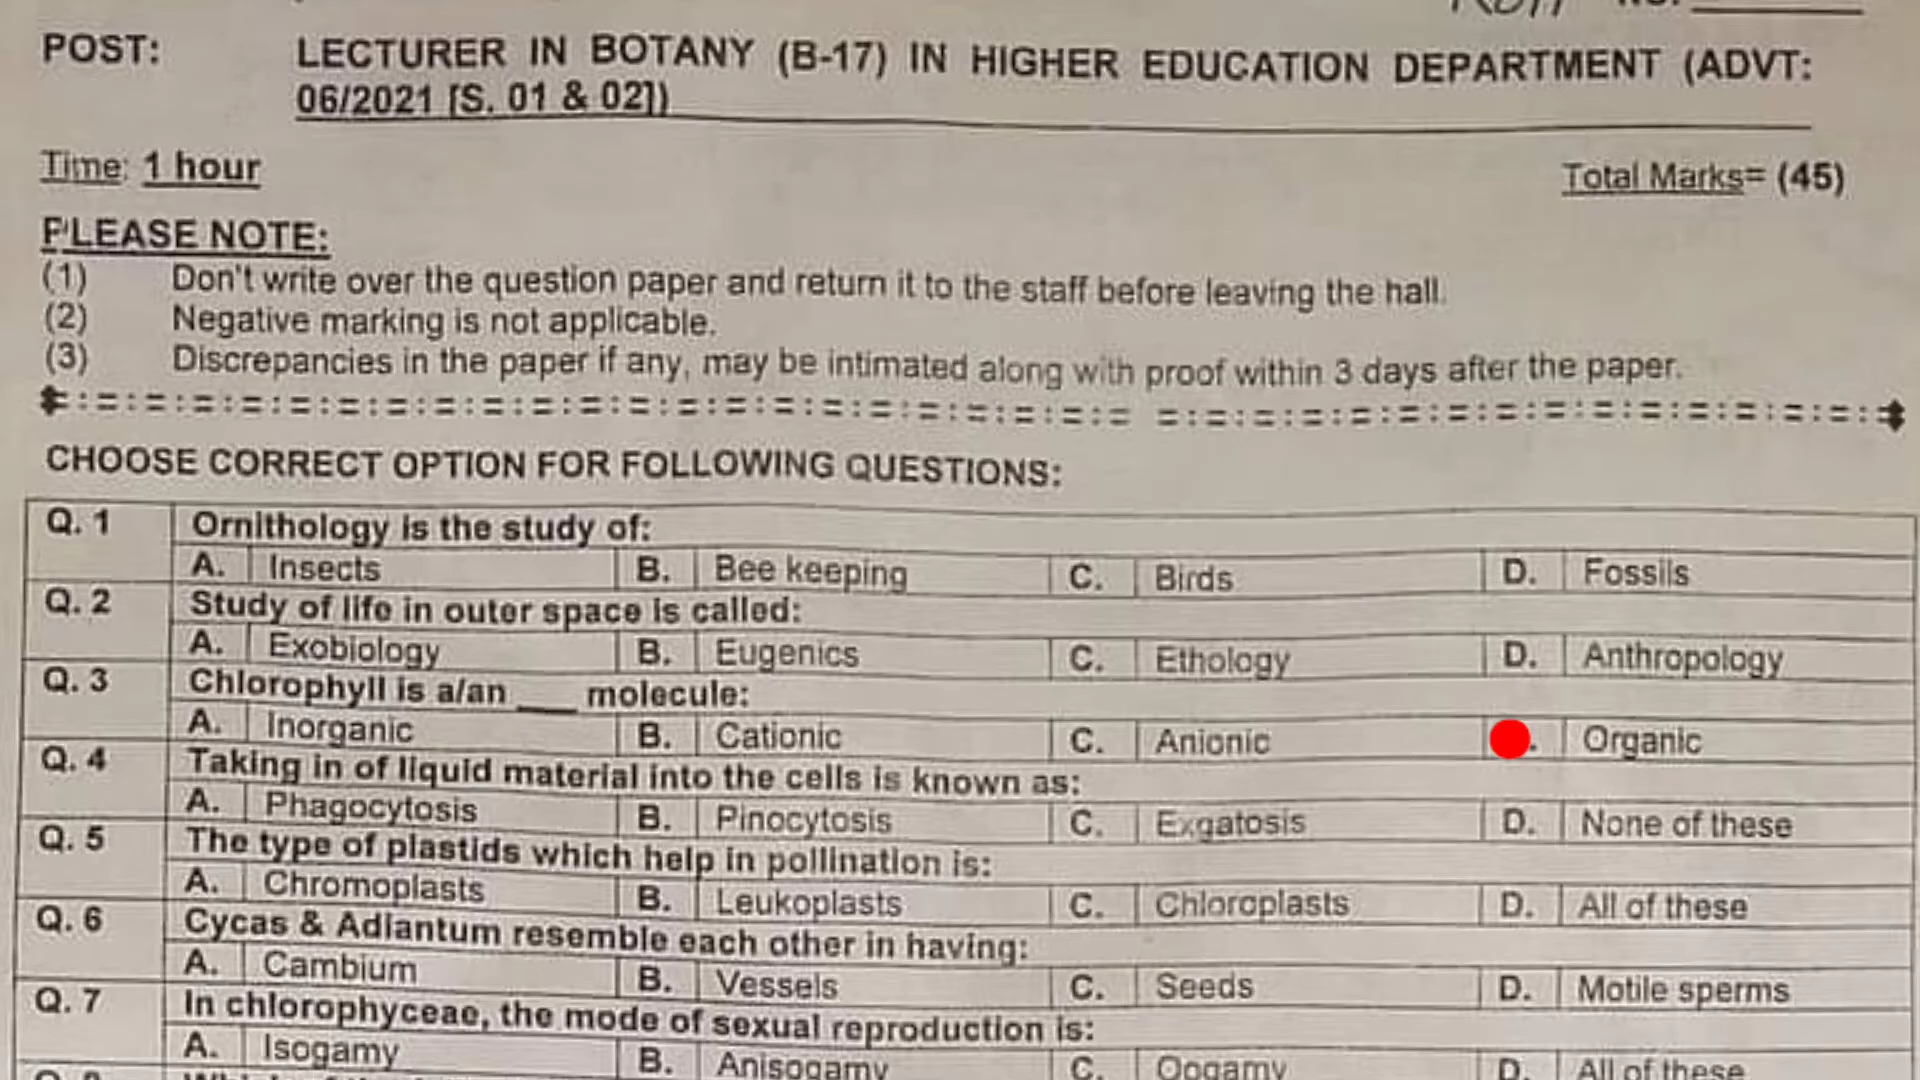 POST: LECTURER IN BOTANY (B-17) IN HIGHER EDUCATION DEPARTMENT (ADVT:
06/2021 [S. 01 & 02])
Time: 1 hour Total Marks= (45)
PLEASE NOTE:
(1) Don't write over the question paper and return it to the staff before leaving the hall.
(2) Negative marking is not applicable.
(3) Discrepancies in the paper if any, may be intimated along with proof within 3 days after the paper.
CHOOSE CORRECT OPTION FOR FOLLOWING QUESTIONS:
Q. 1 Ornithology is the study of:
A. Insects B. Bee keeping C. Birds D. Fossils
Q. 2 Study of life in outer space is called:
A. Exobiology B. Eugenics C. Ethology D. Anthropology
Q. 3 Chlorophyll is a/an ___ molecule:
A. Inorganic B. Cationic C. Anionic . Organic
Q. 4 Taking in of liquid material into the cells is known as:
A. Phagocytosis B. Pinocytosis C. Exgatosis D. None of these
Q. 5 The type of plastids which help in pollination is:
A. Chromoplasts B. Leukoplasts C. Chloroplasts D. All of these
Q. 6 Cycas & Adiantum resemble each other in having:
A. Cambium B. Vessels C. Seeds D. Motile sperms
Q. 7 In chlorophyceae, the mode of sexual reproduction is:
A. Isogamy B. Anisogamy C. Oogamy D. All of these